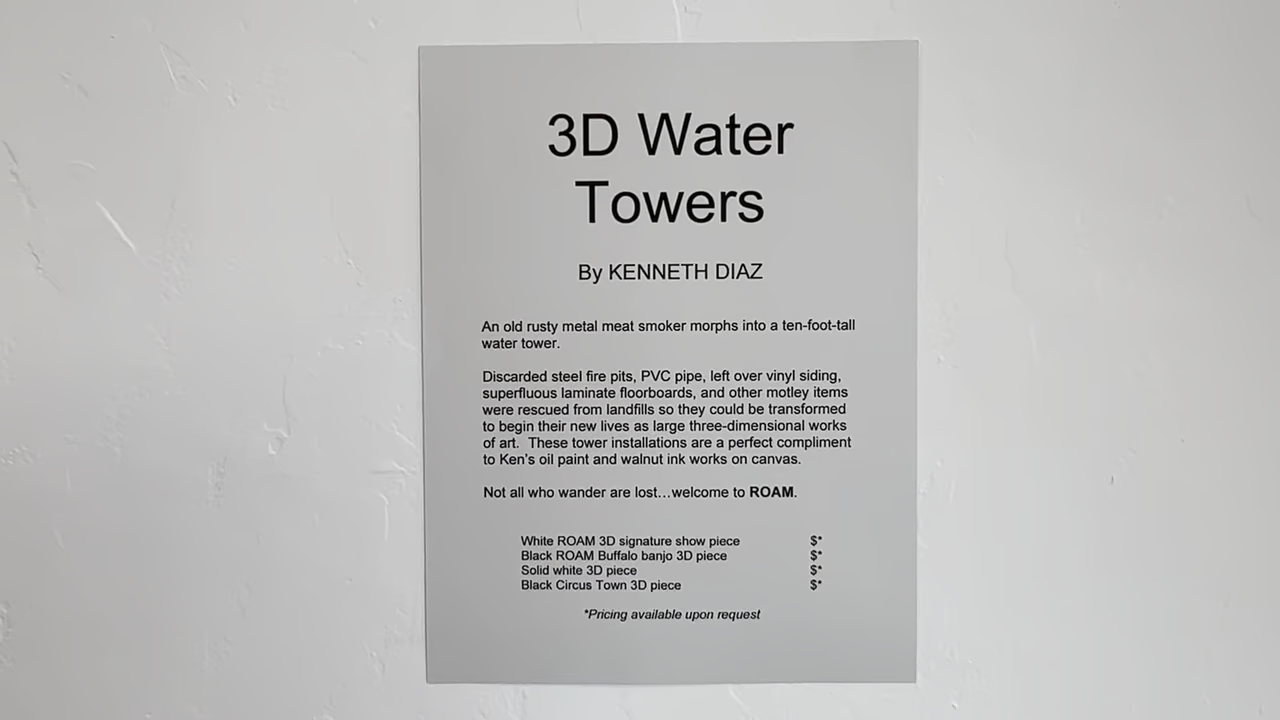 3D Water
Towers
By KENNETH DIAZ
An old rusty metal meat smoker morphs into a ten-foot-tall
water tower.
Discarded steel fire pits, PVC pipe, left over vinyl siding,
superfluous laminate floorboards, and other motley items
were rescued from landfills so they could be transformed
to begin their new lives as large three-dimensional works
of art.  These tower installations are a perfect compliment
to Ken's oil paint and walnut ink works on canvas.
Not all who wander are lost…welcome to ROAM.
White ROAM 3D signature show piece $*
Black ROAM Buffalo banjo 3D piece $*
Solid white 3D piece $*
Black Circus Town 3D piece $*
*Pricing available upon request